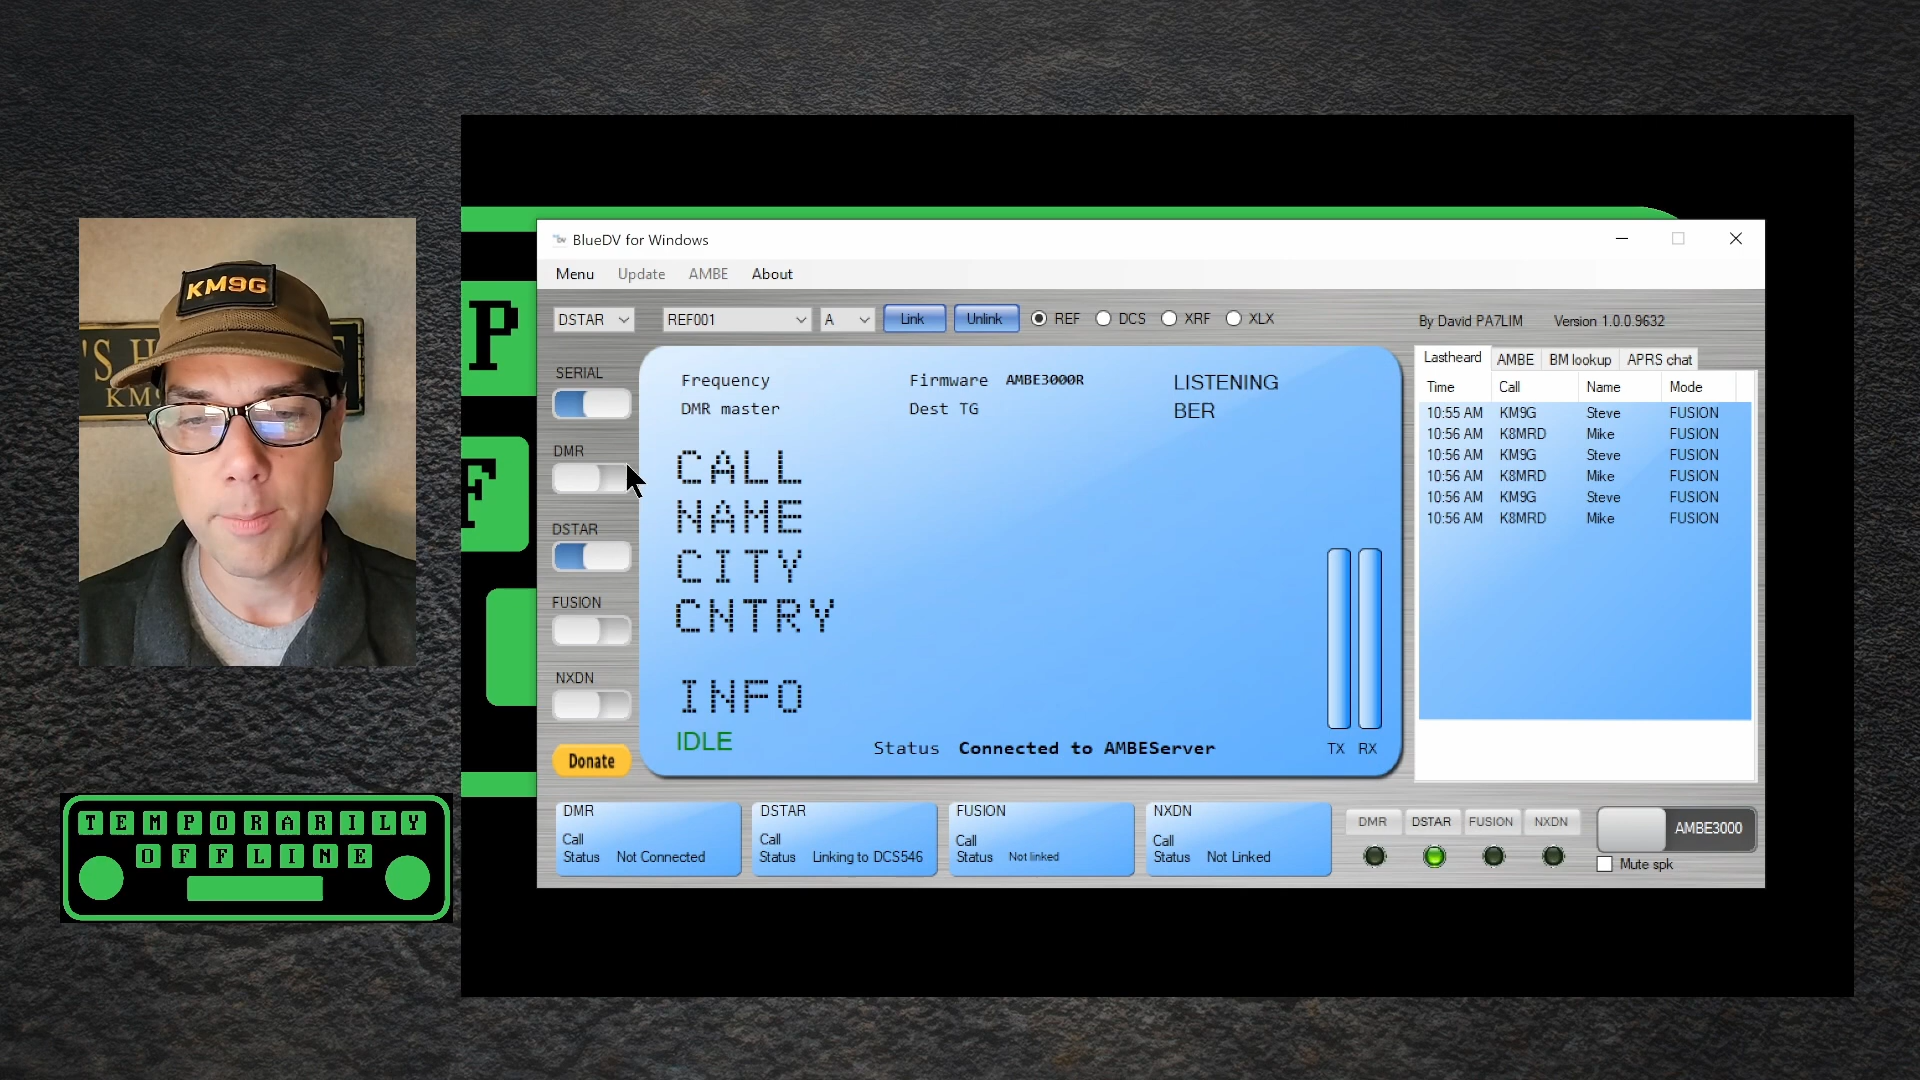 KM9G
'S H
KM9
TEMPORARILY
OFFLINE
P
F
BlueDV for Windows
Menu Update AMBE About
DSTAR REF001 A Link Unlink REF DCS XRF XLX
By David PA7LIM Version 1.0.0.9632
SERIAL
DMR
DSTAR
FUSION
NXDN
Donate
Frequency Firmware AMBE3000R LISTENING
DMR master Dest TG BER
CALL
NAME
CITY
CNTRY
INFO
IDLE
Status Connected to AMBEServer
TX RX
Lastheard AMBE BM lookup APRS chat
Time Call Name Mode
10:55 AM KM9G Steve FUSION
10:56 AM K8MRD Mike FUSION
10:56 AM KM9G Steve FUSION
10:56 AM K8MRD Mike FUSION
10:56 AM KM9G Steve FUSION
10:56 AM K8MRD Mike FUSION
DMR
Call
Status Not Connected
DSTAR
Call
Status Linking to DCS546
FUSION
Call
Status Not linked
NXDN
Call
Status Not Linked
DMR DSTAR FUSION NXDN
AMBE3000
Mute spk